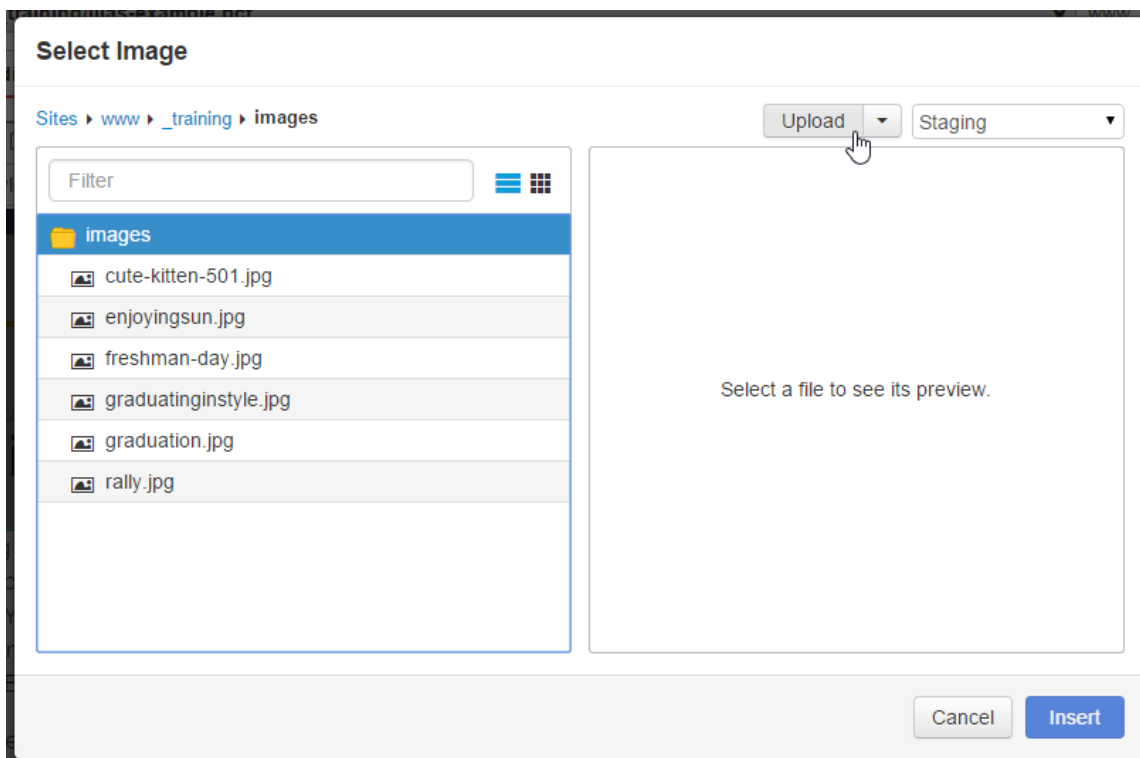 Select Image
Sites www _training images
Upload
Staging
Filter
images
cute-kitten-501.jpg
enjoyingsun.jpg
freshman-day.jpg
graduatinginstyle.jpg
graduation.jpg
rally.jpg
Select a file to see its preview.
Cancel
Insert